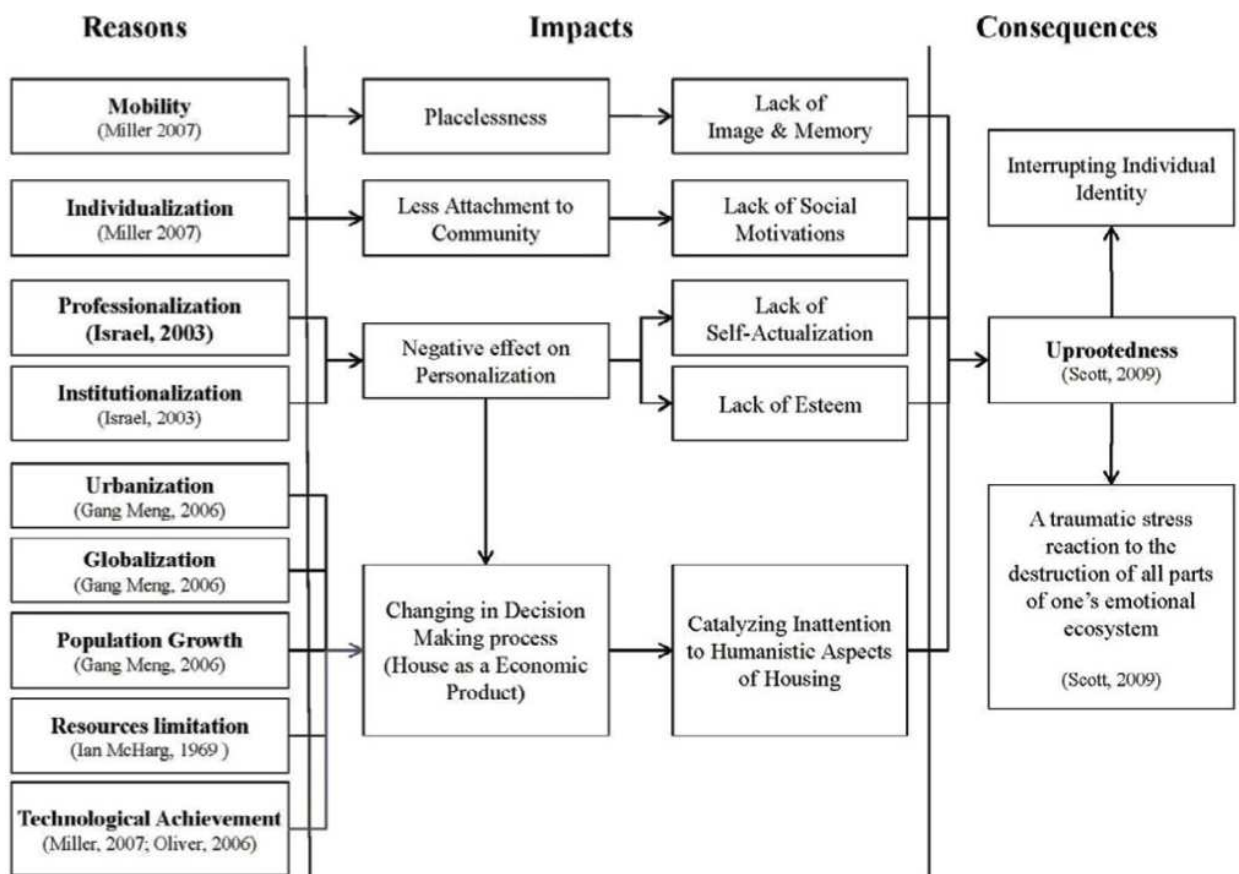 Reasons
Impacts
Consequences
Mobility
(Miller 2007)
Placelessness
Lack of
Image & Memory
Individualization
(Miller 2007)
Less Attachment to
Community
Lack of Social
Motivations
Interrupting Individual
Identity
Professionalization
(Israel, 2003)
Institutionalization
(Israel, 2003)
Negative effect on
Personalization
Lack of
Self-Actualization
Lack of Esteem
Uprootedness
(Scott, 2009)
Urbanization
(Gang Meng, 2006)
Globalization
(Gang Meng, 2006)
Population Growth
(Gang Meng, 2006)
Resources limitation
(Ian McHarg, 1969 )
Technological Achievement
(Miller, 2007; Oliver, 2006)
Changing in Decision
Making process
(House as a Economic
Product)
Catalyzing Inattention
to Humanistic Aspects
of Housing
A traumatic stress
reaction to the
destruction of all parts
of one’s emotional
ecosystem
(Scott, 2009)